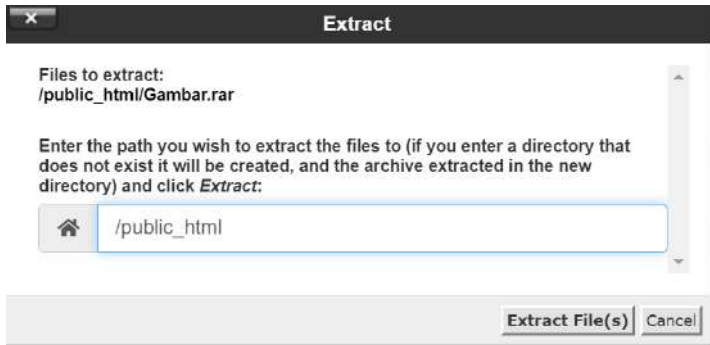 Extract
Files to extract:
/public_html/Gambar.rar
Enter the path you wish to extract the files to (if you enter a directory that
does not exist it will be created, and the archive extracted in the new
directory) and click Extract:
/public_html
Extract File(s) Cancel